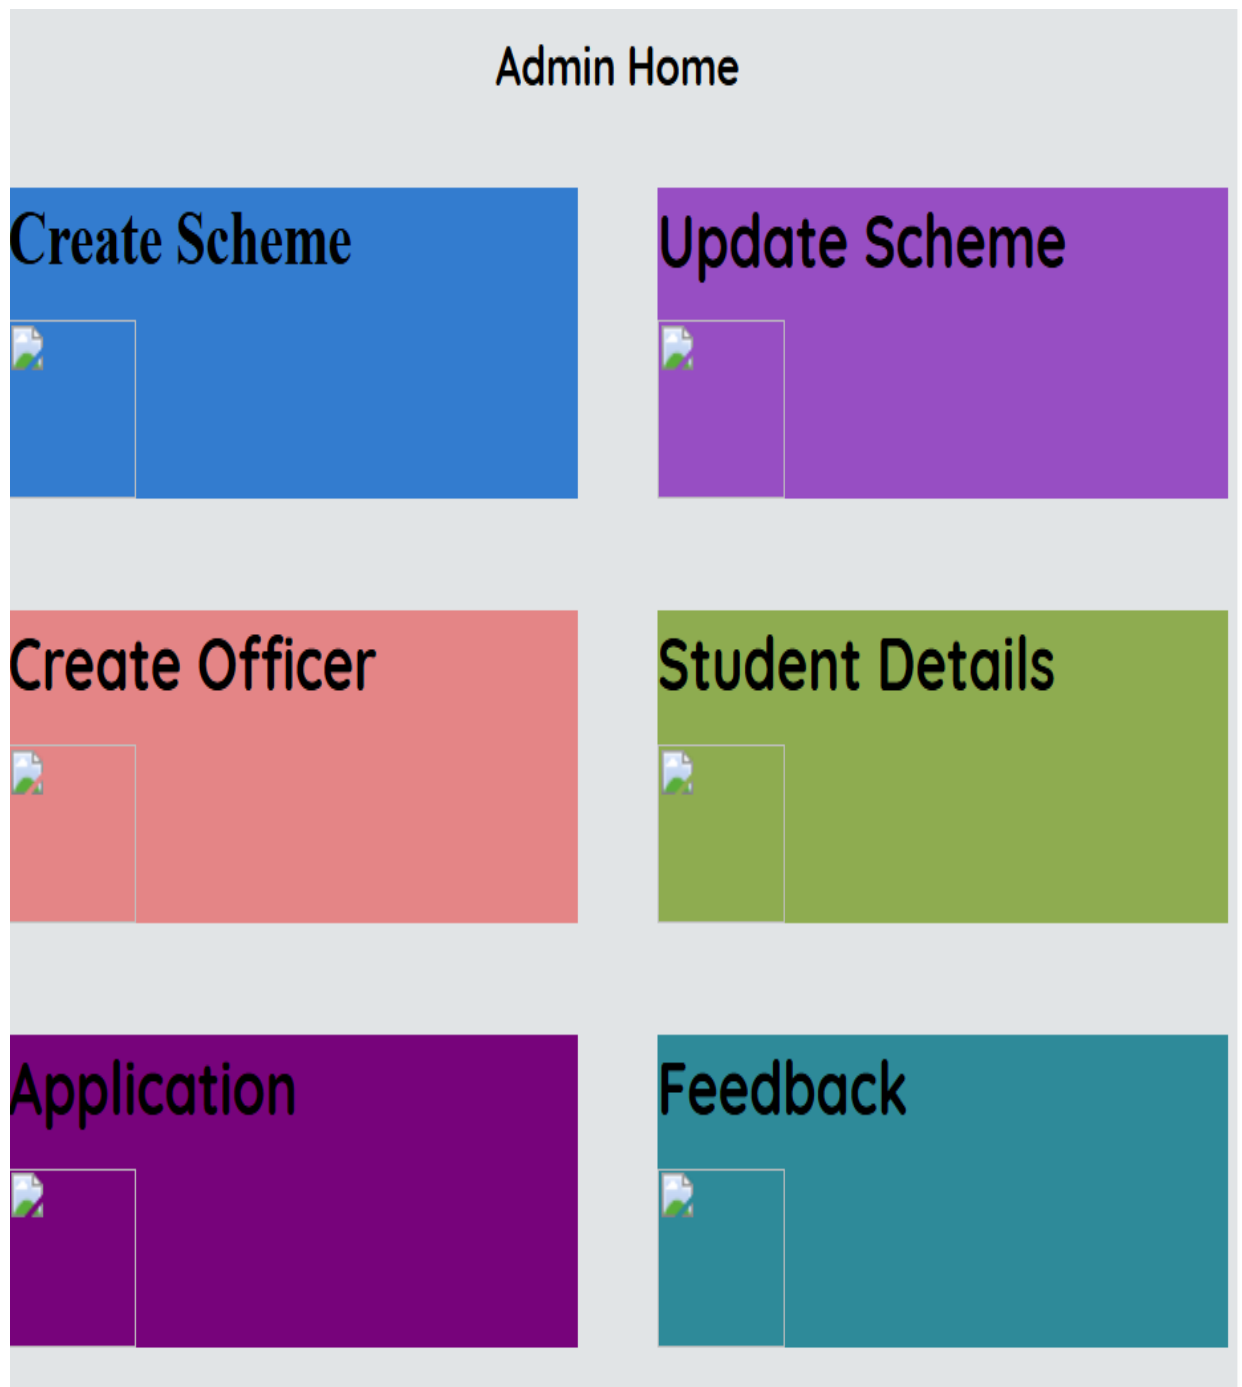 Admin Home
Create Scheme
Update Scheme
Create Officer
Student Details
Application
Feedback